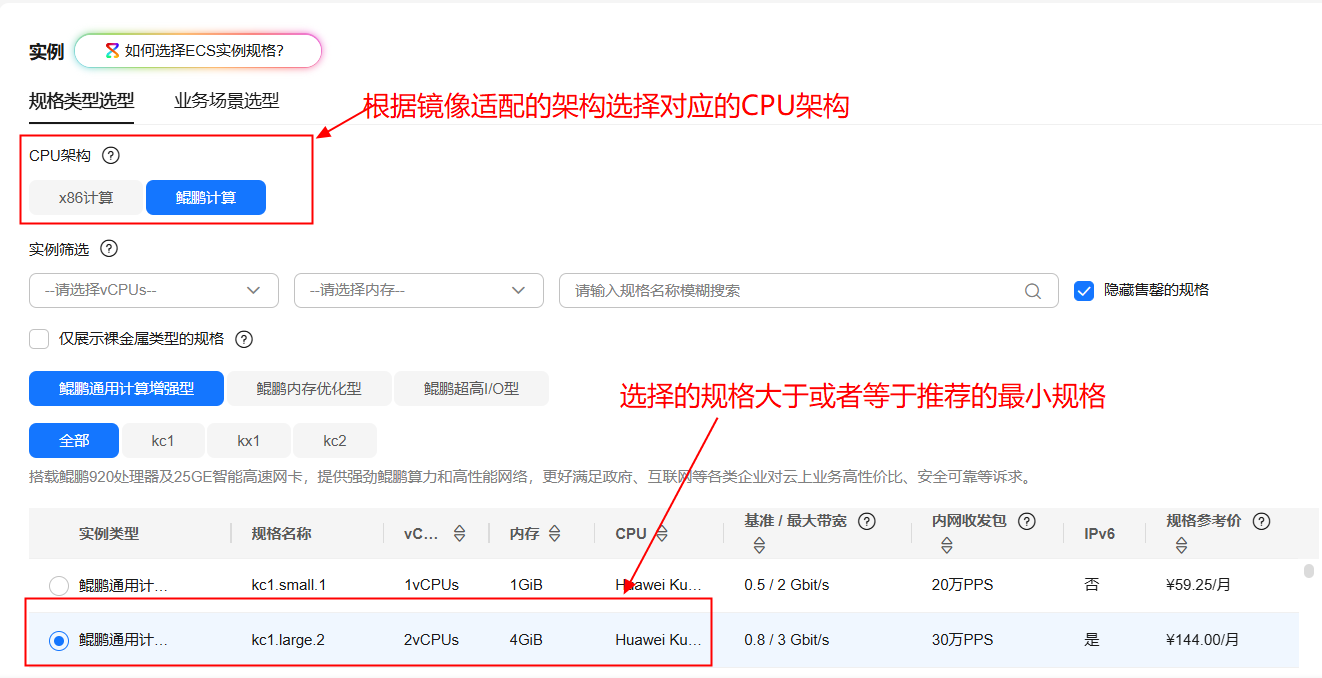 实例 如何选择ECS实例规格?
规格类型选型 业务场景选型
根据镜像适配的架构选择对应的CPU架构
CPU架构 ?
x86计算 鲲鹏计算
实例筛选 ?
--请选择vCPUs-- --请选择内存-- 请输入规格名称模糊搜索 隐藏售罄的规格
仅展示裸金属类型的规格 ?
鲲鹏通用计算增强型 鲲鹏内存优化型 鲲鹏超高I/O型
选择的规格大于或者等于推荐的最小规格
全部 kc1 kx1 kc2
搭载鲲鹏920处理器及25GE智能高速网卡，提供强劲鲲鹏算力和高性能网络，更好满足政府、互联网等各类企业对云上业务高性价比、安全可靠等诉求。
实例类型 规格名称 vC... 内存 CPU 基准 / 最大带宽 ? 内网收发包 ? IPv6 规格参考价 ?
鲲鹏通用计... kc1.small.1 1vCPUs 1GiB Huawei Ku... 0.5 / 2 Gbit/s 20万PPS 否 ¥59.25/月
鲲鹏通用计... kc1.large.2 2vCPUs 4GiB Huawei Ku... 0.8 / 3 Gbit/s 30万PPS 是 ¥144.00/月